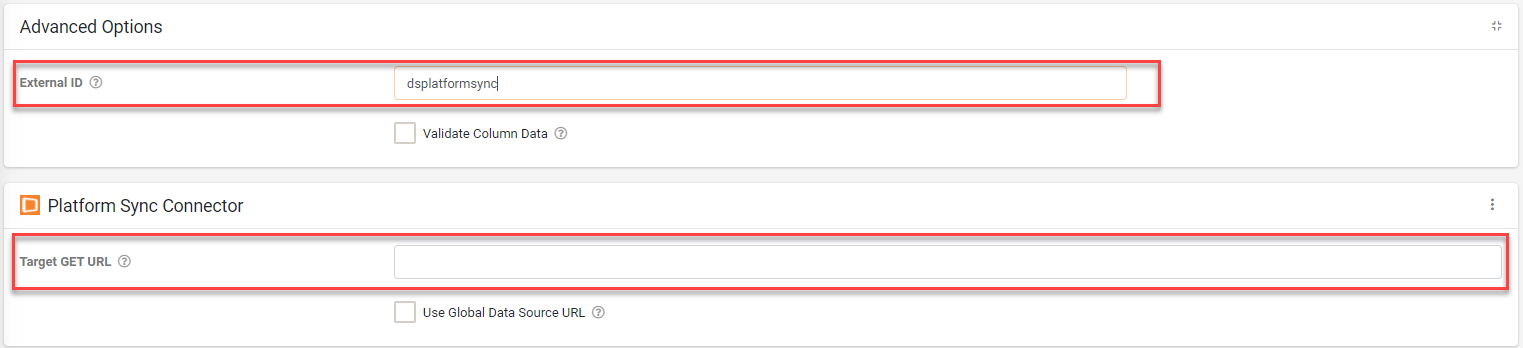 Advanced Options
External ID
dsplatformsync
Validate Column Data
Platform Sync Connector
Target GET URL
Use Global Data Source URL